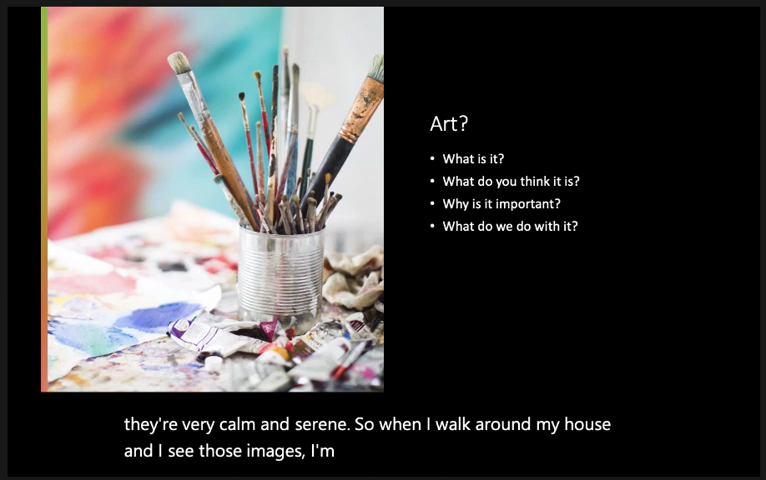 Art?
• What is it?
• What do you think it is?
• Why is it important?
• What do we do with it?
they're very calm and serene. So when I walk around my house
and I see those images, I'm